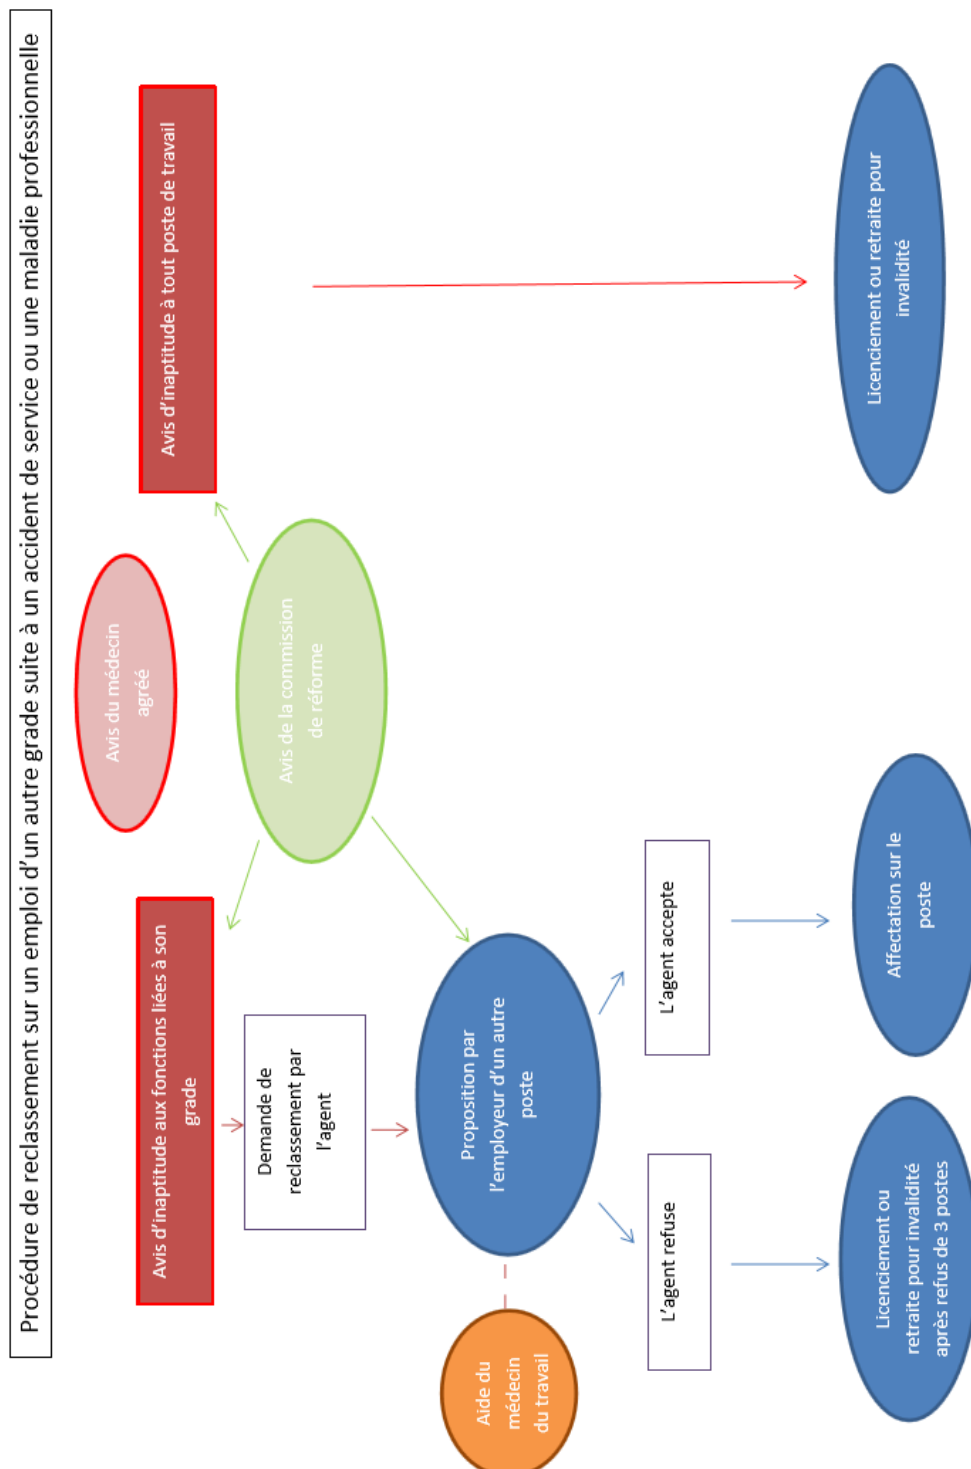 Procédure de reclassement sur un emploi d'un autre grade suite à un accident de service ou une maladie professionnelle
Avis du médecin
agréé
Avis d'inaptitude aux fonctions liées à son
grade
Avis d'inaptitude à tout poste de travail
Avis de la commission
de réforme
Demande de
reclassement par
l'agent
Aide du
médecin
du travail
Proposition par
l'employeur d'un autre
poste
L'agent refuse
L'agent accepte
Licenciement ou
retraite pour invalidité
après refus de 3 postes
Affectation sur le
poste
Licenciement ou retraite pour
invalidité